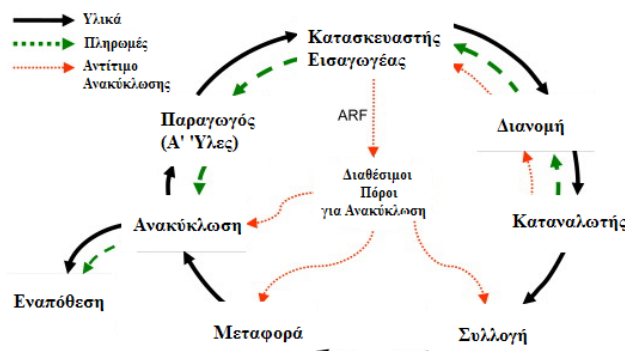 Υλικά
Πληρωμές
Αντίτιμο
Ανακύκλωσης
Κατασκευαστής
Εισαγωγέας
Παραγωγός
(Α' Ύλες)
ARF
Διανομή
Διαθέσιμοι
Πόροι
για Ανακύκλωση
Ανακύκλωση
Καταναλωτής
Εναπόθεση
Μεταφορά
Συλλογή